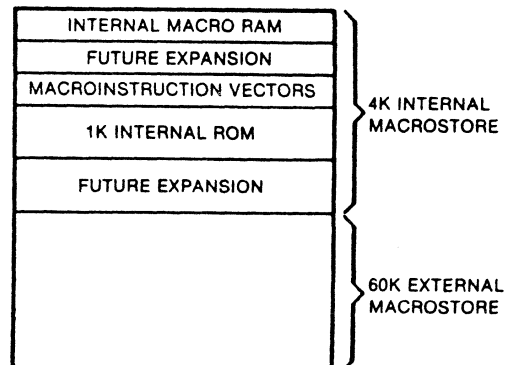 INTERNAL MACRO RAM
FUTURE EXPANSION
MACROINSTRUCTION VECTORS
1K INTERNAL ROM
FUTURE EXPANSION
4K INTERNAL
MACROSTORE
60K EXTERNAL
MACROSTORE